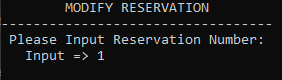 MODIFY RESERVATION
-----------------------------------
Please Input Reservation Number:
Input => 1